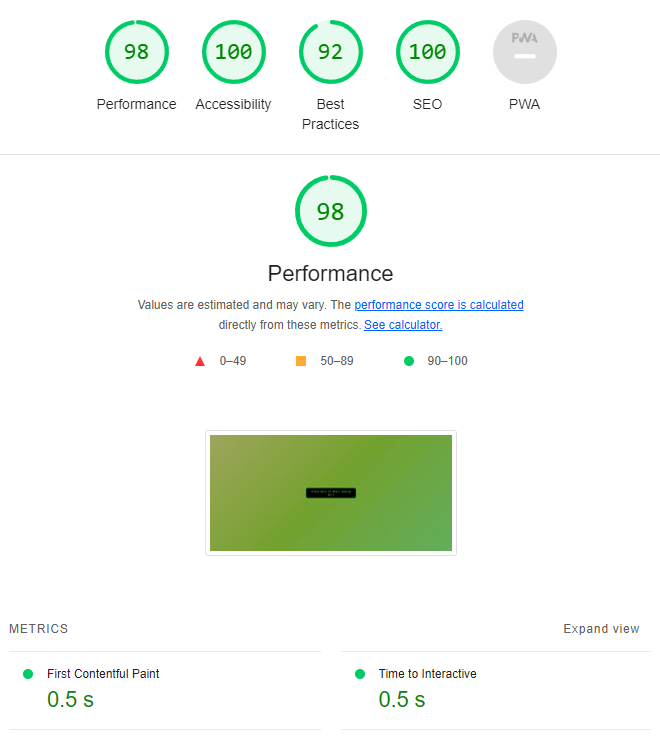 98 100 92 100 PWA
Performance Accessibility Best Practices SEO PWA
98
Performance
Values are estimated and may vary. The performance score is calculated
directly from these metrics. See calculator.
0–49 50–89 90–100
METRICS Expand view
First Contentful Paint
0.5 s
Time to Interactive
0.5 s